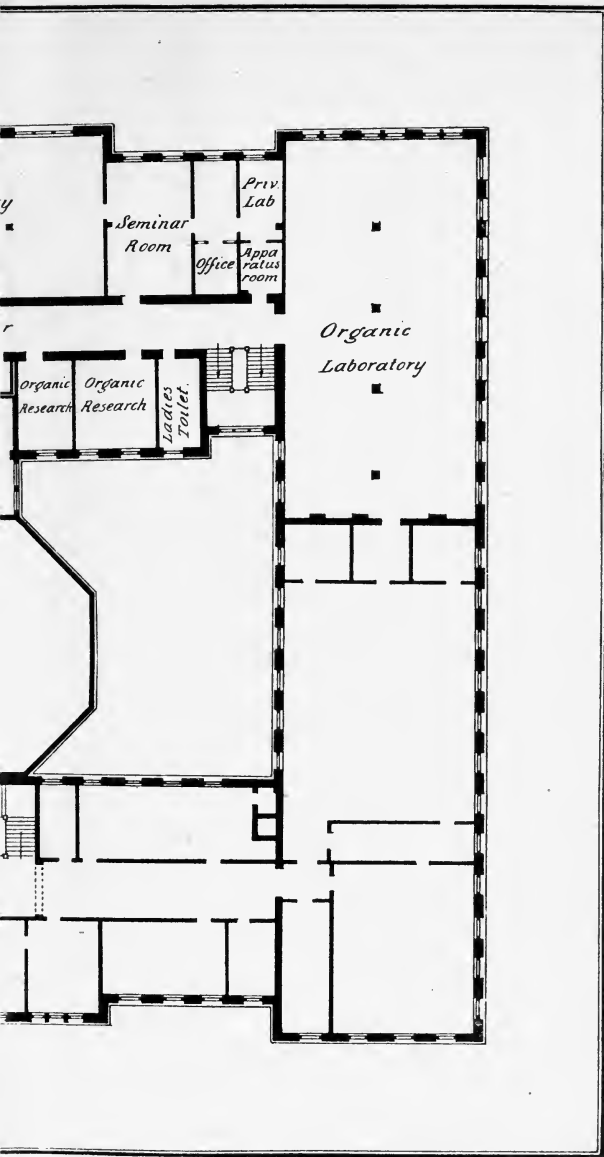 y
Seminar
Room
Office
Priv.
Lab
Appa
ratus
room
r
Organic
Laboratory
Organic
Research
Organic
Research
Ladies
Toilet.